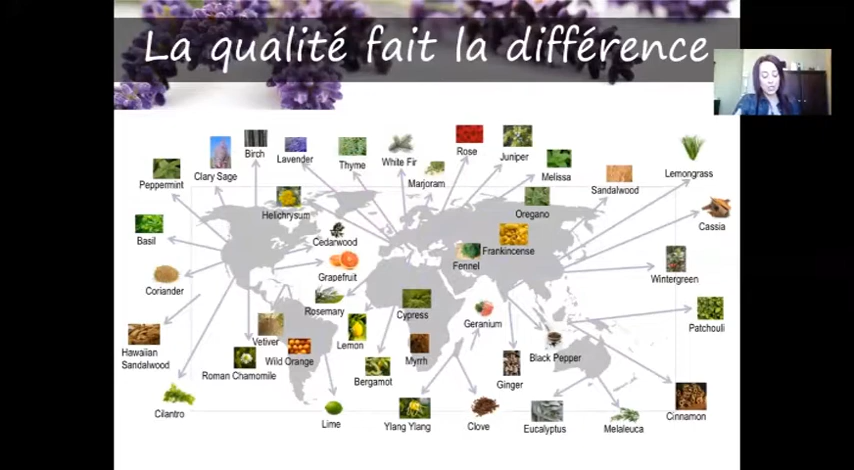 La qualité fait la différence
Birch
Lavender
Thyme
White Fir
Rose
Juniper
Melissa
Lemongrass
Peppermint
Clary Sage
Marjoram
Sandalwood
Helichrysum
Oregano
Cassia
Basil
Cedarwood
Frankincense
Fennel
Grapefruit
Coriander
Wintergreen
Rosemary
Cypress
Geranium
Patchouli
Vetiver
Lemon
Hawaiian
Sandalwood
Wild Orange
Myrrh
Black Pepper
Roman Chamomile
Bergamot
Ginger
Cilantro
Lime
Ylang Ylang
Clove
Eucalyptus
Melaleuca
Cinnamon